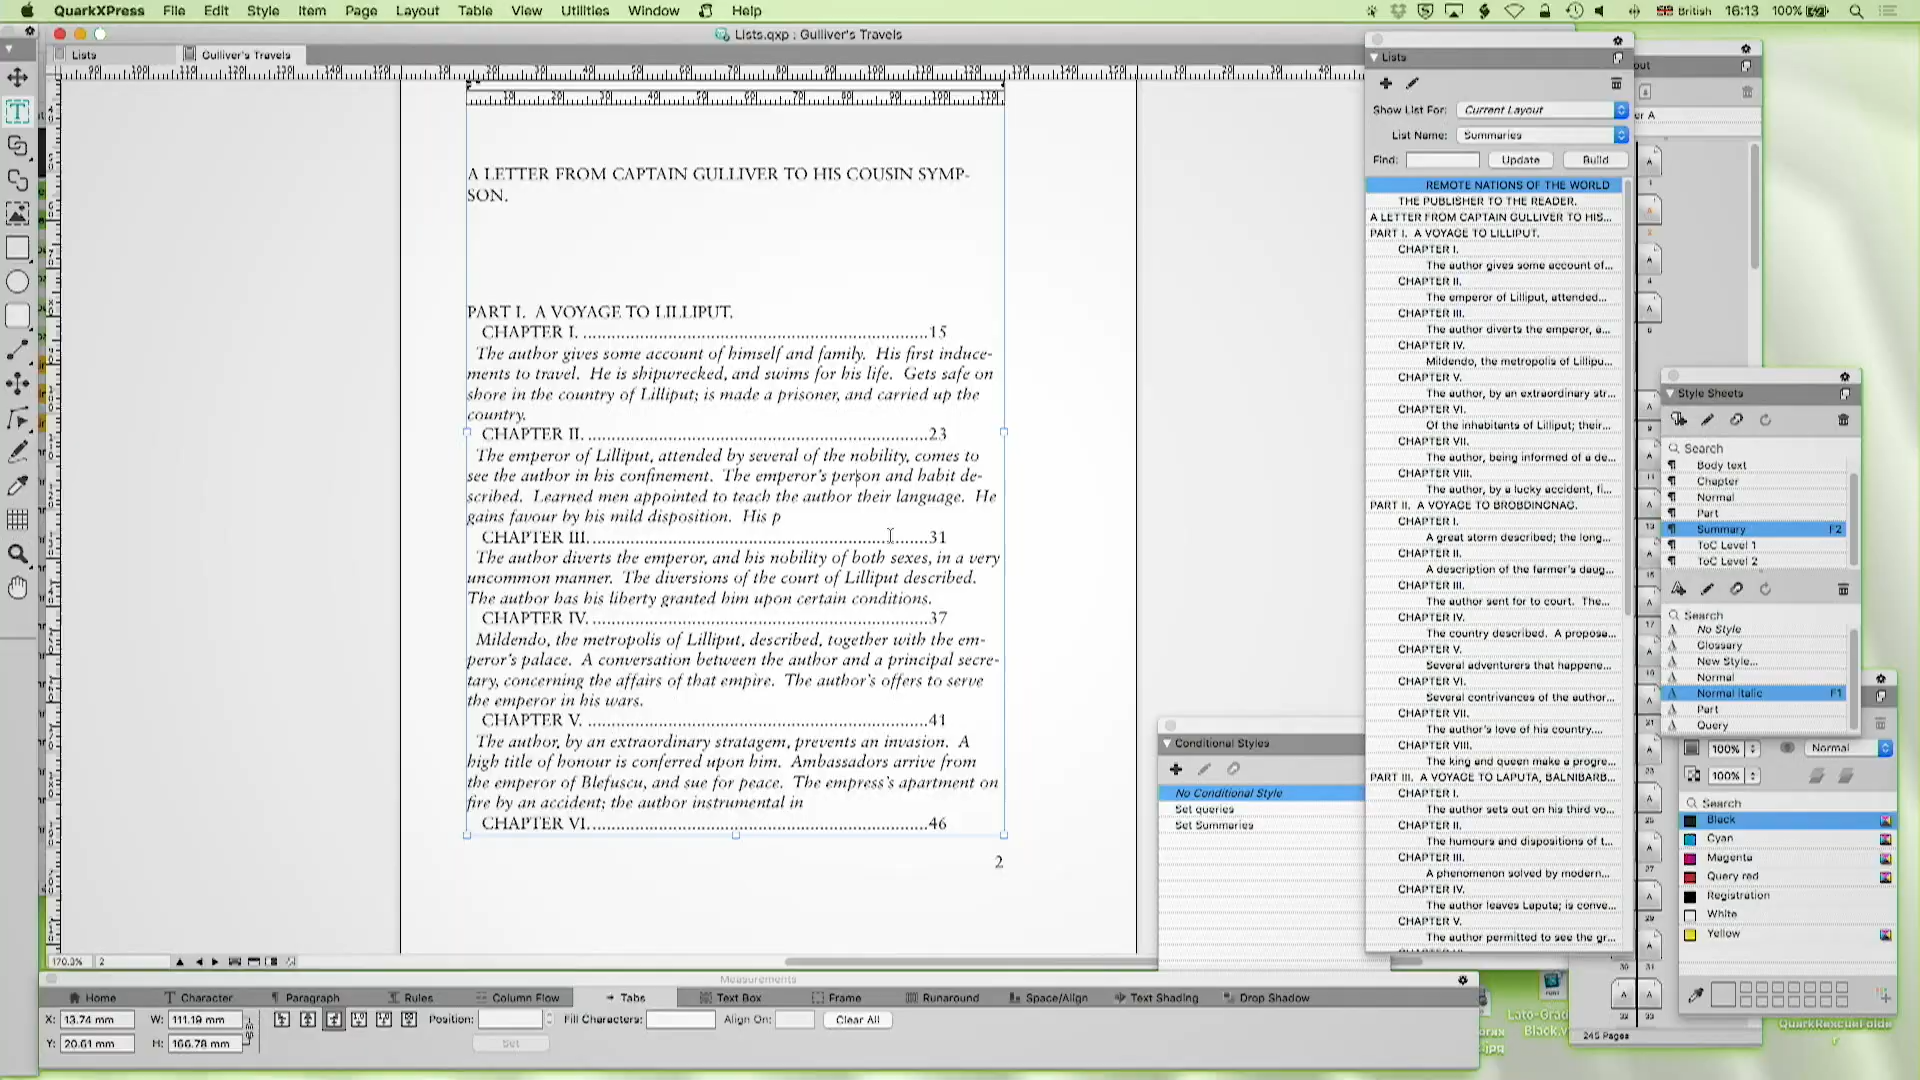 QuarkXPress File Edit Style Item Page Layout Table View Utilities Window Help British 16:13 100%
Lists.qxp : Gulliver's Travels
Lists Gulliver's Travels
A LETTER FROM CAPTAIN GULLIVER TO HIS COUSIN SYMP-
SON.
PART I. A VOYAGE TO LILLIPUT.
CHAPTER I. ...15
The author gives some account of himself and family. His first induce-
ments to travel. He is shipwrecked, and swims for his life. Gets safe on
shore in the country of Lilliput; is made a prisoner, and carried up the
country.
CHAPTER II. ...23
The emperor of Lilliput, attended by several of the nobility, comes to
see the author in his confinement. The emperor's person and habit de-
scribed. Learned men appointed to teach the author their language. He
gains favour by his mild disposition. His p
CHAPTER III. ...31
The author diverts the emperor, and his nobility of both sexes, in a very
uncommon manner. The diversions of the court of Lilliput described.
The author has his liberty granted him upon certain conditions.
CHAPTER IV. ...37
Mildendo, the metropolis of Lilliput, described, together with the em-
peror's palace. A conversation between the author and a principal secre-
tary, concerning the affairs of that empire. The author's offers to serve
the emperor in his wars.
CHAPTER V. ...41
The author, by an extraordinary stratagem, prevents an invasion. A
high title of honour is conferred upon him. Ambassadors arrive from
the emperor of Blefuscu, and sue for peace. The empress's apartment on
fire by an accident; the author instrumental in
CHAPTER VI. ...46
2
170.3% 2
Lists
Show List For: Current Layout
List Name: Summaries
Find: Update Build
REMOTE NATIONS OF THE WORLD
THE PUBLISHER TO THE READER.
A LETTER FROM CAPTAIN GULLIVER TO HIS...
PART I. A VOYAGE TO LILLIPUT.
CHAPTER I.
The author gives some account of...
CHAPTER II.
The emperor of Lilliput, attended...
CHAPTER III.
The author diverts the emperor, a...
CHAPTER IV.
Mildendo, the metropolis of Lillipu...
CHAPTER V.
The author, by an extraordinary str...
CHAPTER VI.
Of the inhabitants of Lilliput; their...
CHAPTER VII.
The author, being informed of a de...
CHAPTER VIII.
The author, by a lucky accident, fi...
PART II. A VOYAGE TO BROBDINGNAG.
CHAPTER I.
A great storm described; the long...
CHAPTER II.
A description of the farmer's daug...
CHAPTER III.
The author sent for to court. The...
CHAPTER IV.
The country described. A propose...
CHAPTER V.
Several adventurers that happene...
CHAPTER VI.
Several contrivances of the author...
CHAPTER VII.
The author's love of his country....
CHAPTER VIII.
The king and queen make a progre...
PART III. A VOYAGE TO LAPUTA, BALNIBARB...
CHAPTER I.
The author sets out on his third vo...
CHAPTER II.
The humours and dispositions of t...
CHAPTER III.
A phenomenon solved by modern...
CHAPTER IV.
The author leaves Laputa; is conve...
CHAPTER V.
The author permitted to see the gr...
Conditional Styles
No Conditional Style
Set queries
Set Summaries
Style Sheets
Search
Body text
Chapter
Normal
Part
Summary F2
ToC Level 1
ToC Level 2
Search
No Style
Glossary
New Style...
Normal
Normal Italic F1
Part
Query
100% Normal
100%
Search
Black
Cyan
Magenta
Query red
Registration
White
Yellow
245 Pages
Measurements
Home Character Paragraph Rules Column Flow Tabs Text Box Frame Runaround Space/Align Text Shading Drop Shadow
X: 13.74 mm W: 111.19 mm Position: Fill Characters: Align On: Clear All
Y: 20.61 mm H: 166.78 mm Set